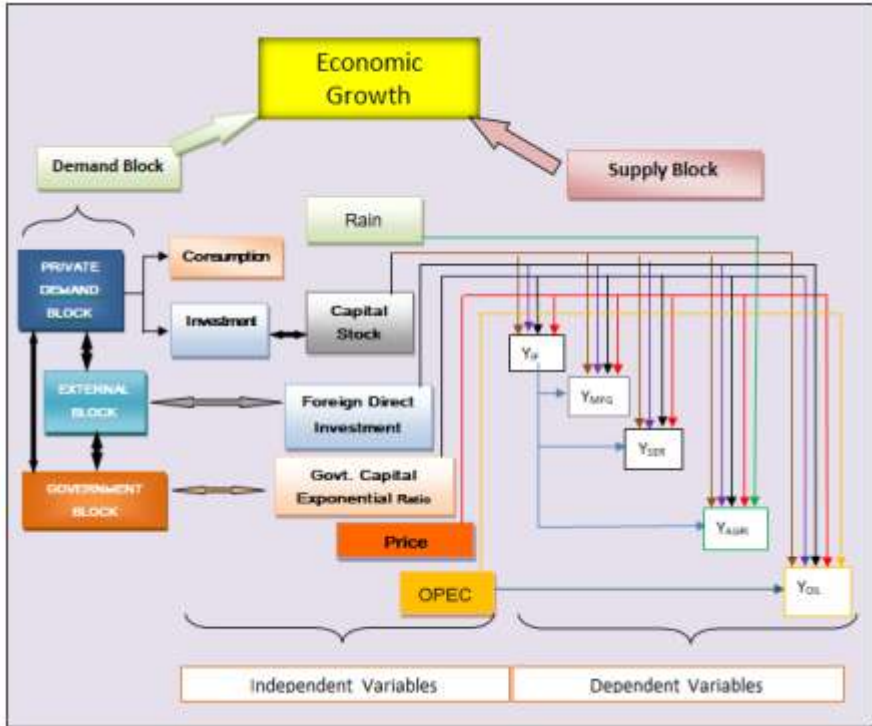 Economic
Growth
Demand Block
Supply Block
Rain
Consumption
PRIVATE
DEMAND
BLOCK
Investment
Capital
Stock
EXTERNAL
BLOCK
Foreign Direct
Investment
GOVERNMENT
BLOCK
Govt. Capital
Exponential Ratio
Price
OPEC
Y
YMFG
YSER
YAGRI
YOIL
Independent Variables
Dependent Variables